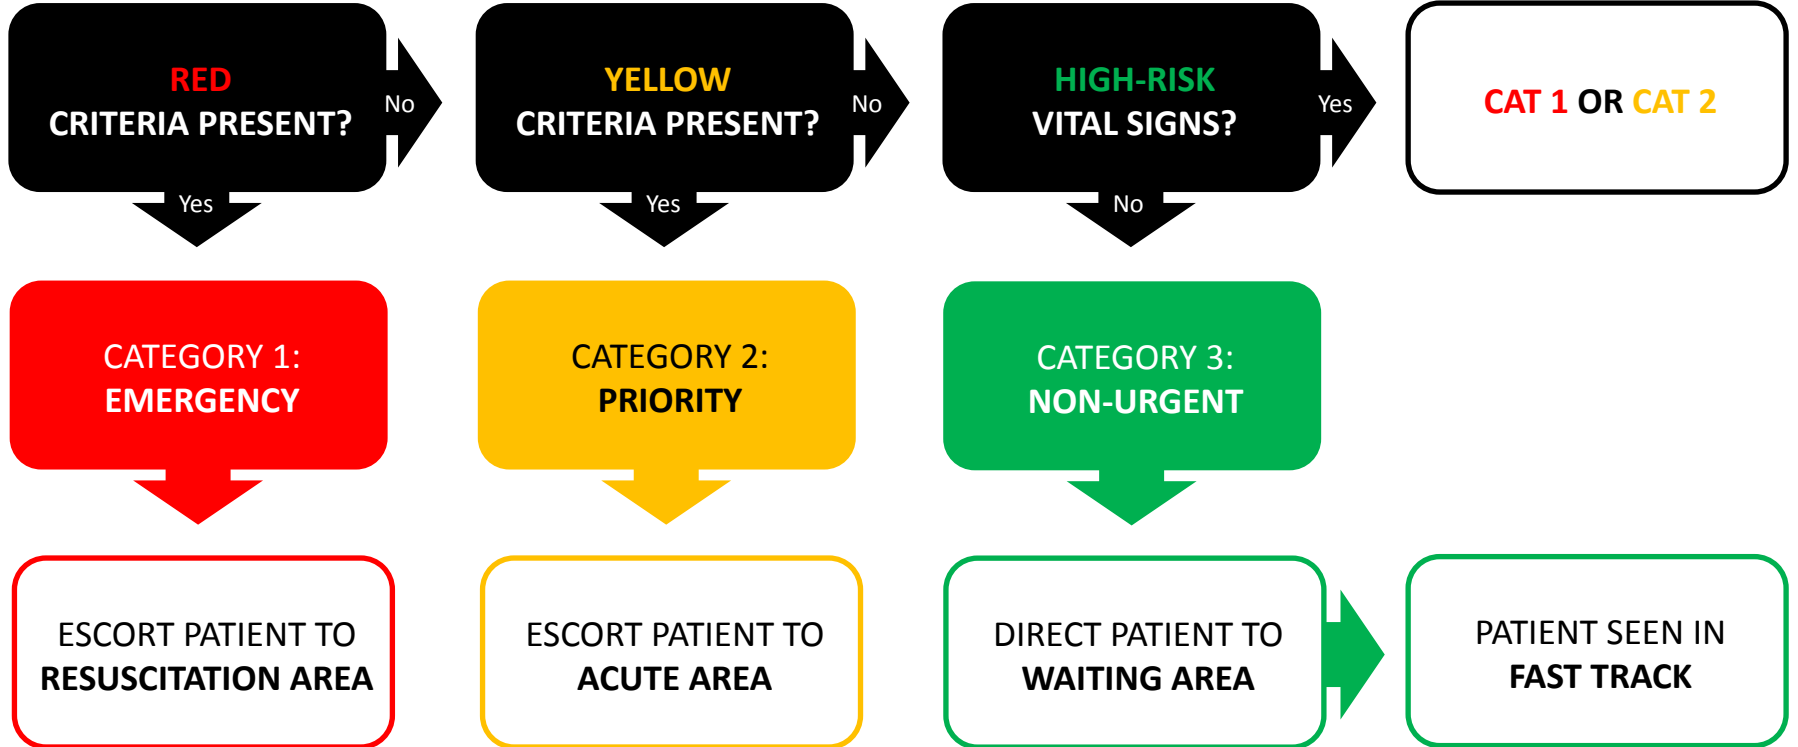 RED
CRITERIA PRESENT?
No
YELLOW
CRITERIA PRESENT?
No
HIGH-RISK
VITAL SIGNS?
Yes
CAT 1 OR CAT 2
Yes
Yes
No
CATEGORY 1:
EMERGENCY
CATEGORY 2:
PRIORITY
CATEGORY 3:
NON-URGENT
ESCORT PATIENT TO
RESUSCITATION AREA
ESCORT PATIENT TO
ACUTE AREA
DIRECT PATIENT TO
WAITING AREA
PATIENT SEEN IN
FAST TRACK